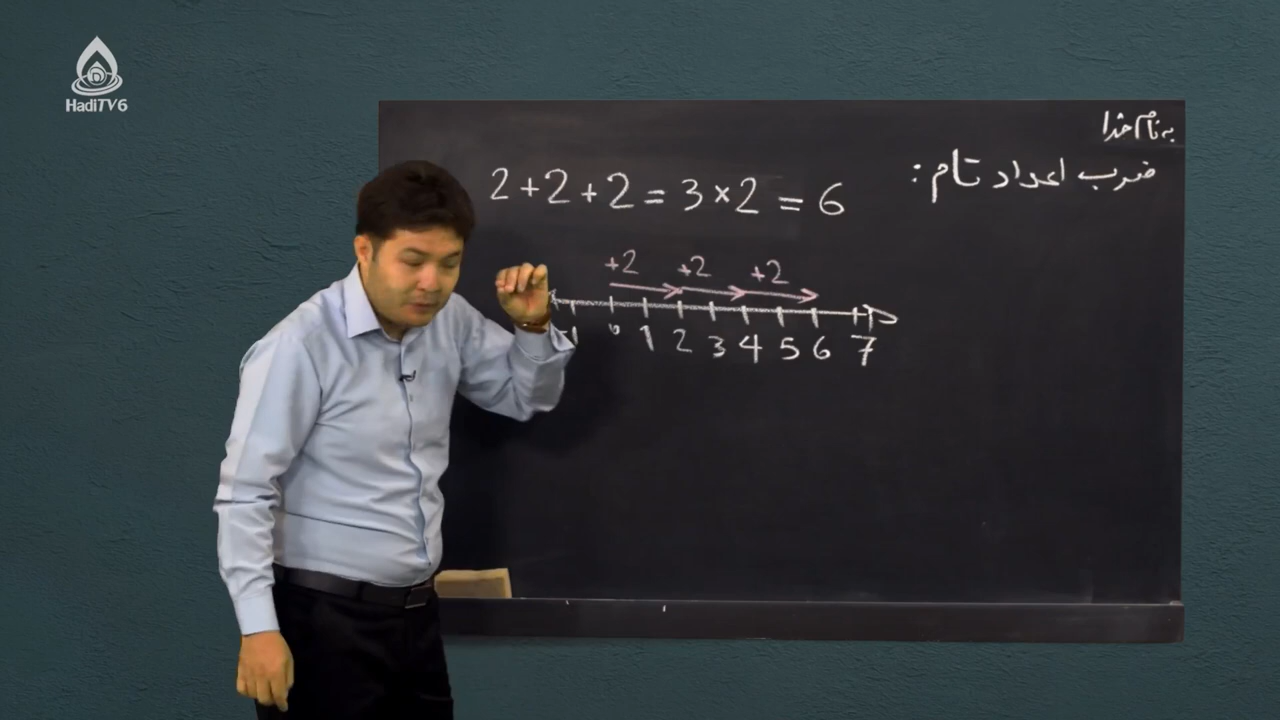 HadiTV6
به نام خدا
ضرب اعداد تام :
2+2+2=3×2=6
+2 +2 +2
-1 0 1 2 3 4 5 6 7